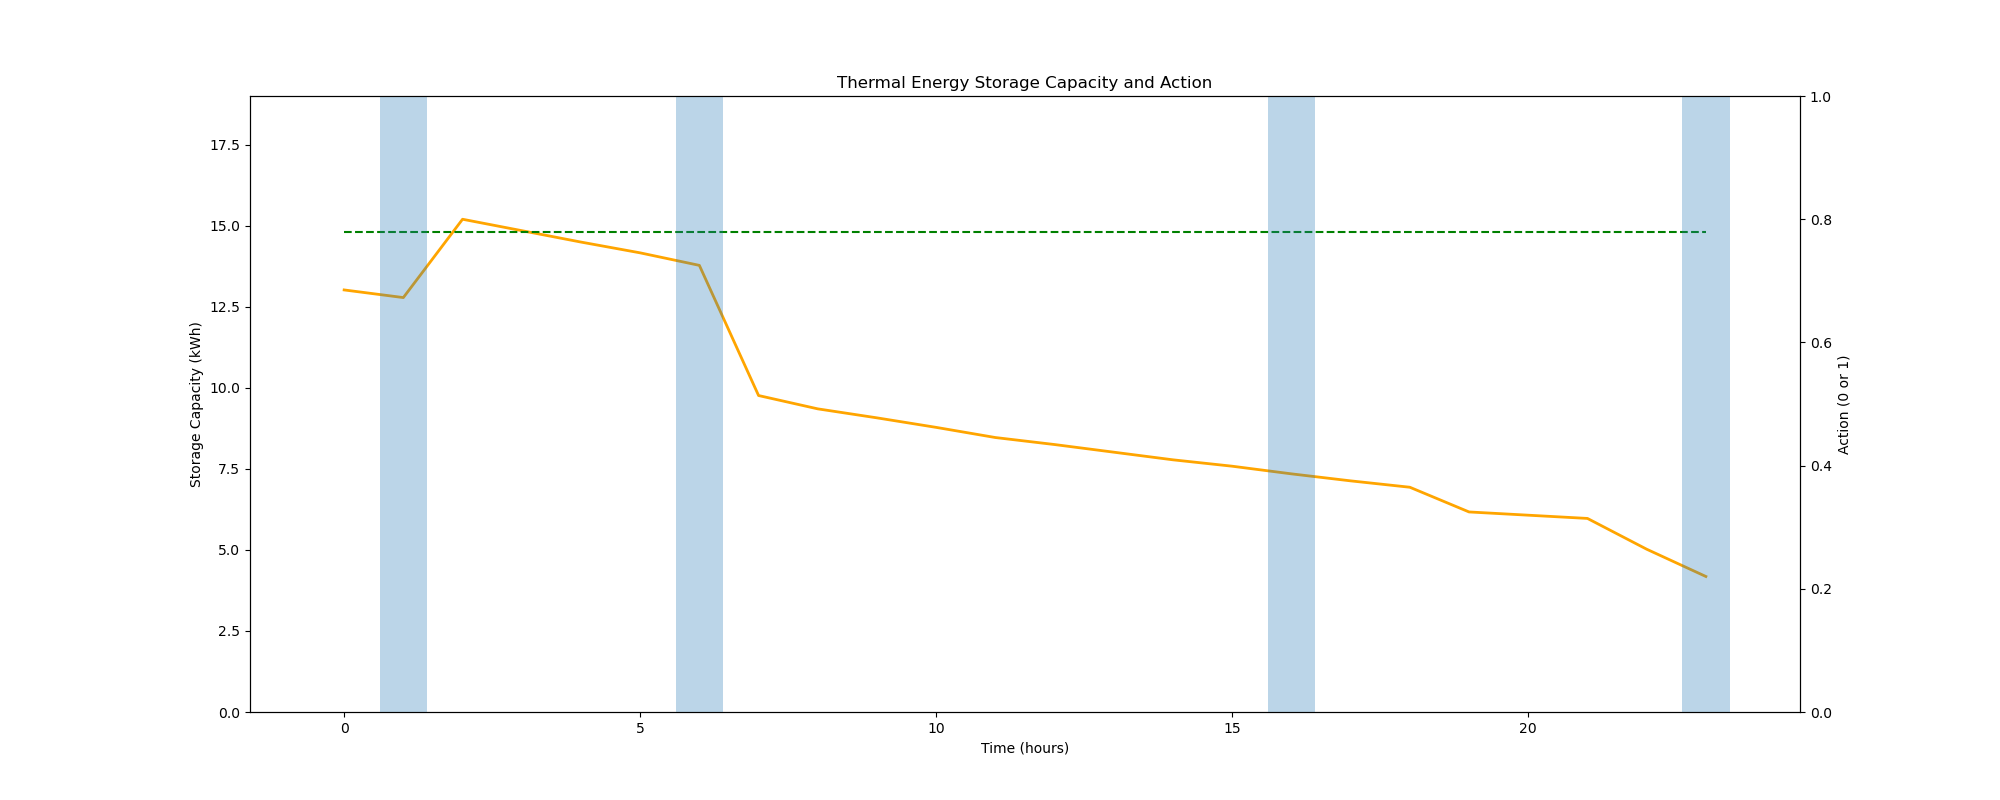 Thermal Energy Storage Capacity and Action
Storage Capacity (kWh)
17.5
15.0
12.5
10.0
7.5
5.0
2.5
0.0
1.0
0.8
0.6
0.4
0.2
0.0
Action (0 or 1)
0 5 10 15 20
Time (hours)